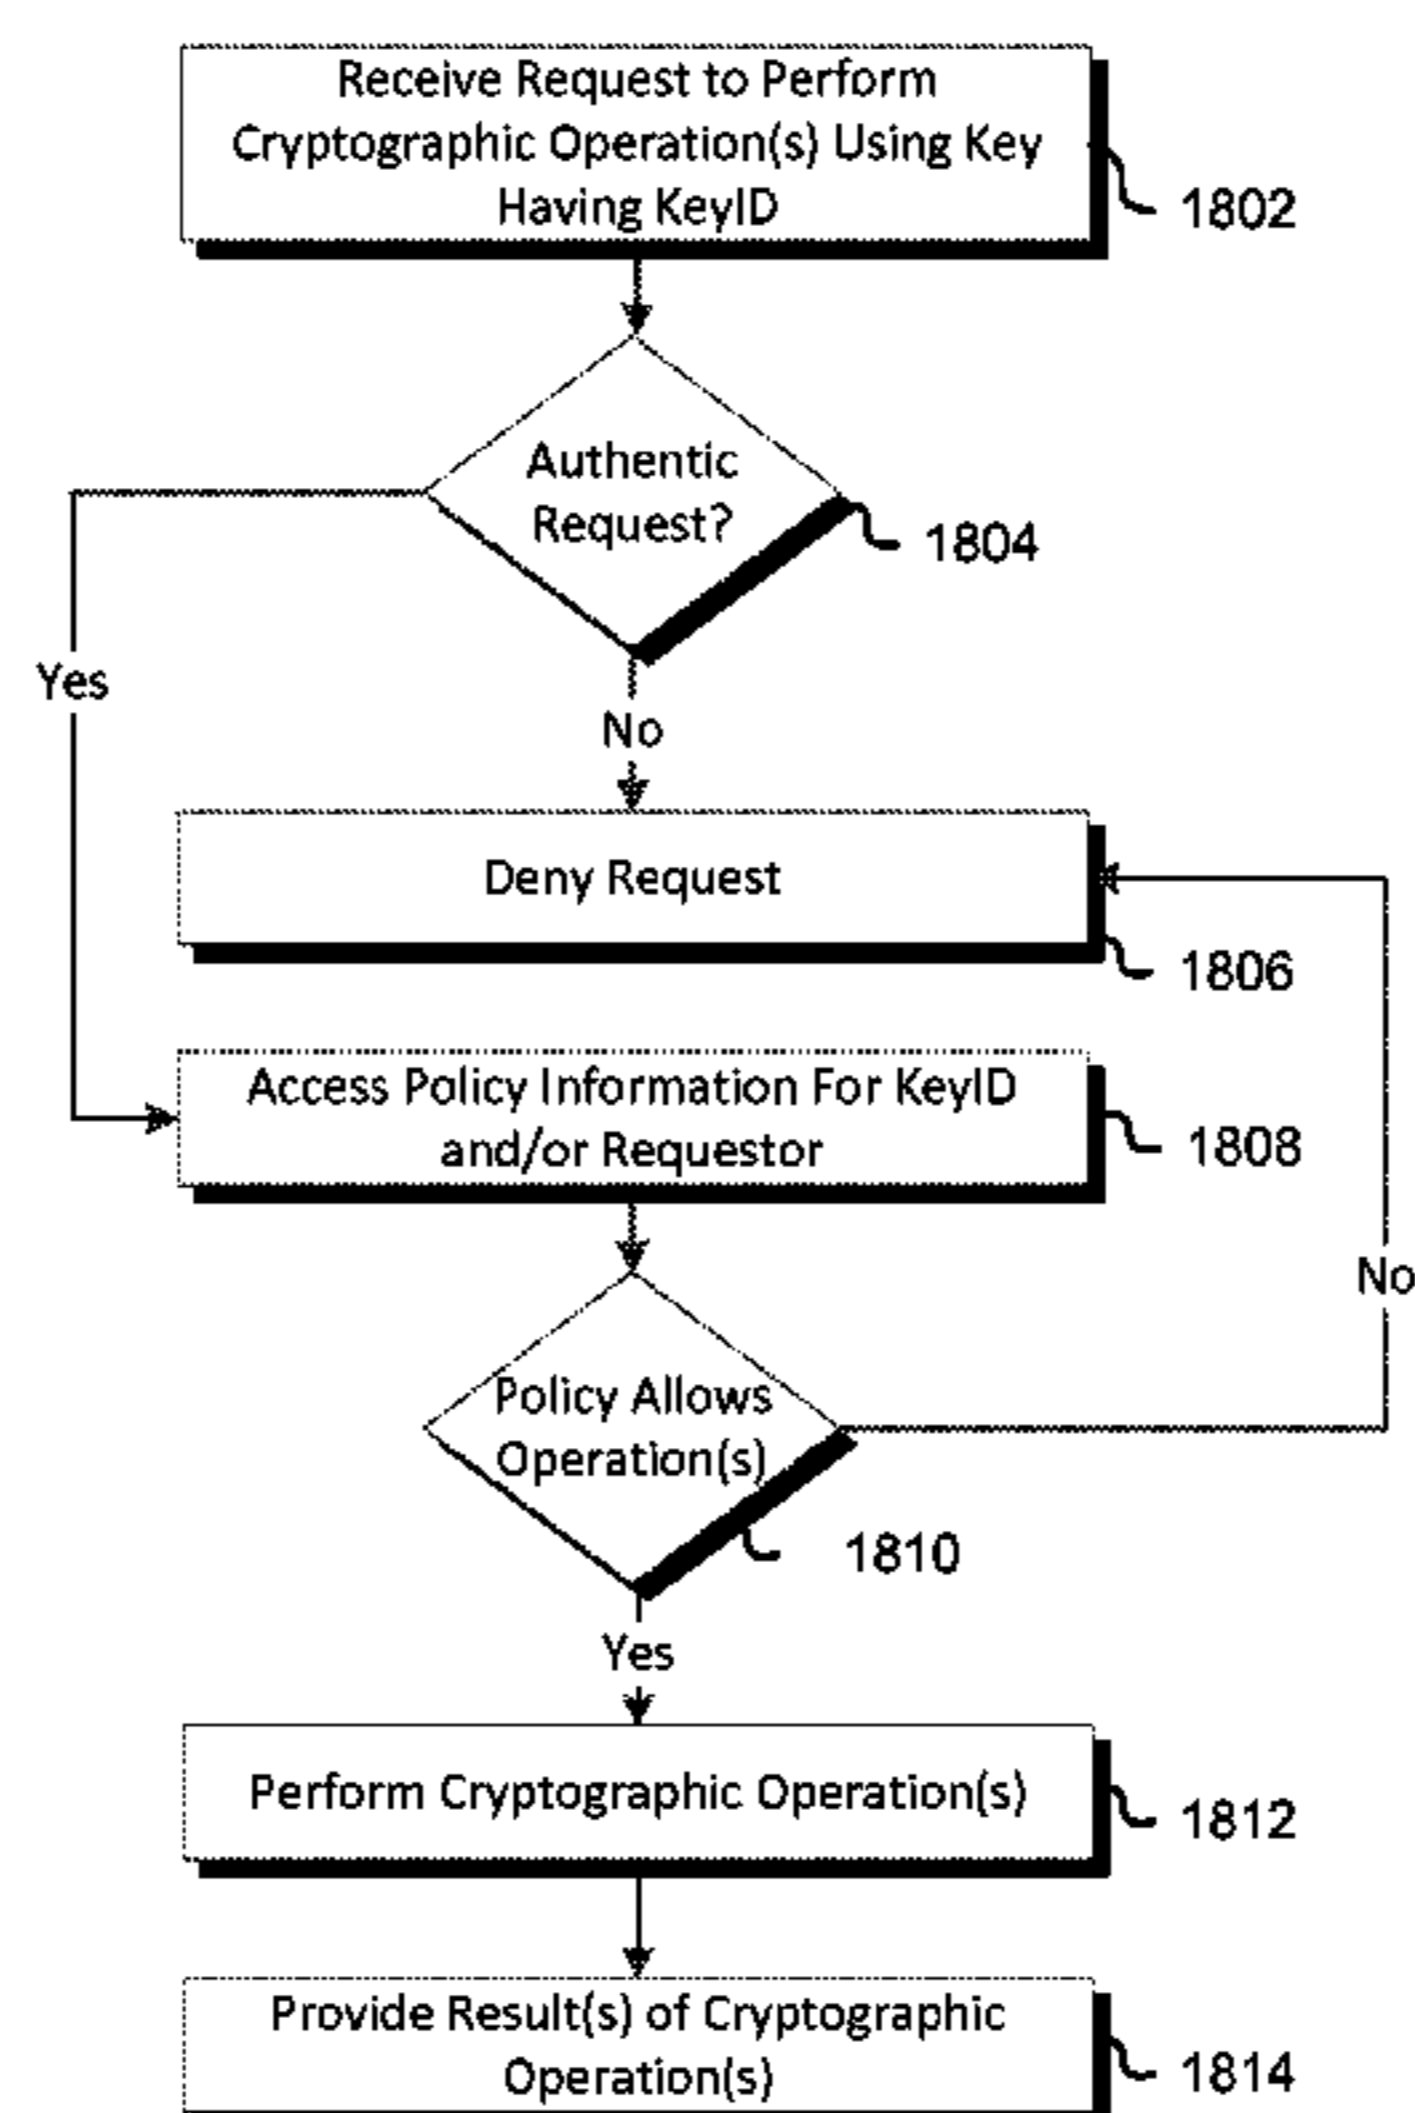 Receive Request to Perform
Cryptographic Operation(s) Using Key
Having KeyID
1802
Authentic
Request?
1804
Yes
No
Deny Request
1806
Access Policy Information For KeyID
and/or Requestor
1808
No
Policy Allows
Operation(s)
1810
Yes
Perform Cryptographic Operation(s)
1812
Provide Result(s) of Cryptographic
Operation(s)
1814